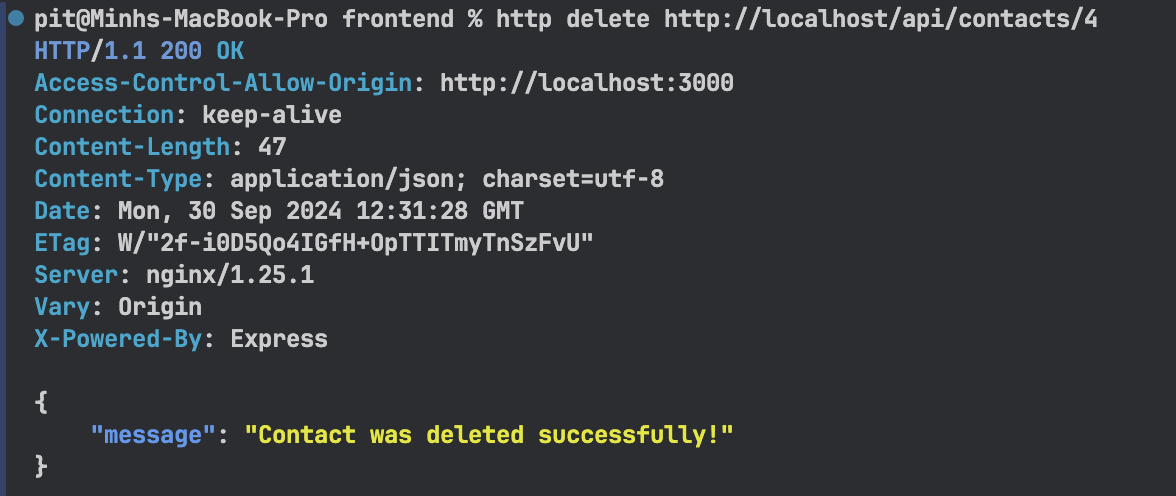 pit@Minhs-MacBook-Pro frontend % http delete http://localhost/api/contacts/4
HTTP/1.1 200 OK
Access-Control-Allow-Origin: http://localhost:3000
Connection: keep-alive
Content-Length: 47
Content-Type: application/json; charset=utf-8
Date: Mon, 30 Sep 2024 12:31:28 GMT
ETag: W/"2f-i0D5Qo4IGfH+OpTTITmyTnSzFvU"
Server: nginx/1.25.1
Vary: Origin
X-Powered-By: Express
{
    "message": "Contact was deleted successfully!"
}